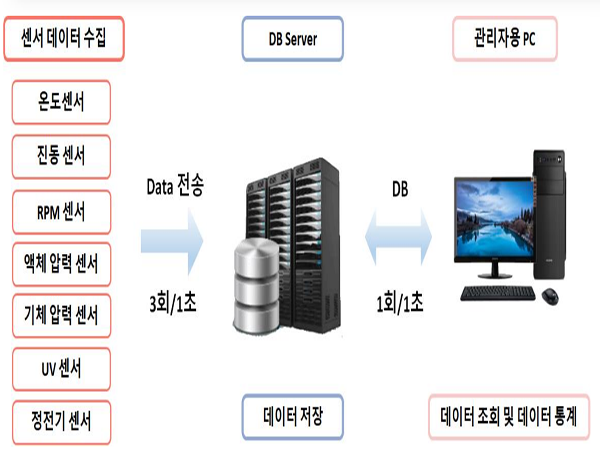 센서 데이터 수집
DB Server
관리자용 PC
온도센서
진동 센서
RPM 센서
액체 압력 센서
기체 압력 센서
UV 센서
정전기 센서
Data 전송
3회/1초
DB
1회/1초
데이터 저장
데이터 조회 및 데이터 통계